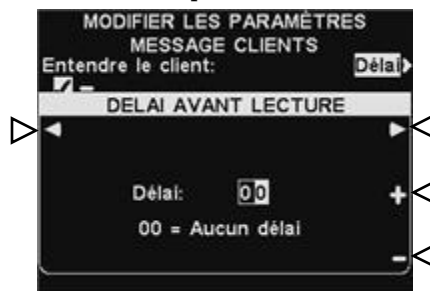 MODIFIER LES PARAMÈTRES
MESSAGE CLIENTS
Entendre le client: Délai
DELAI AVANT LECTURE
Délai: 00
+
00 = Aucun délai
-